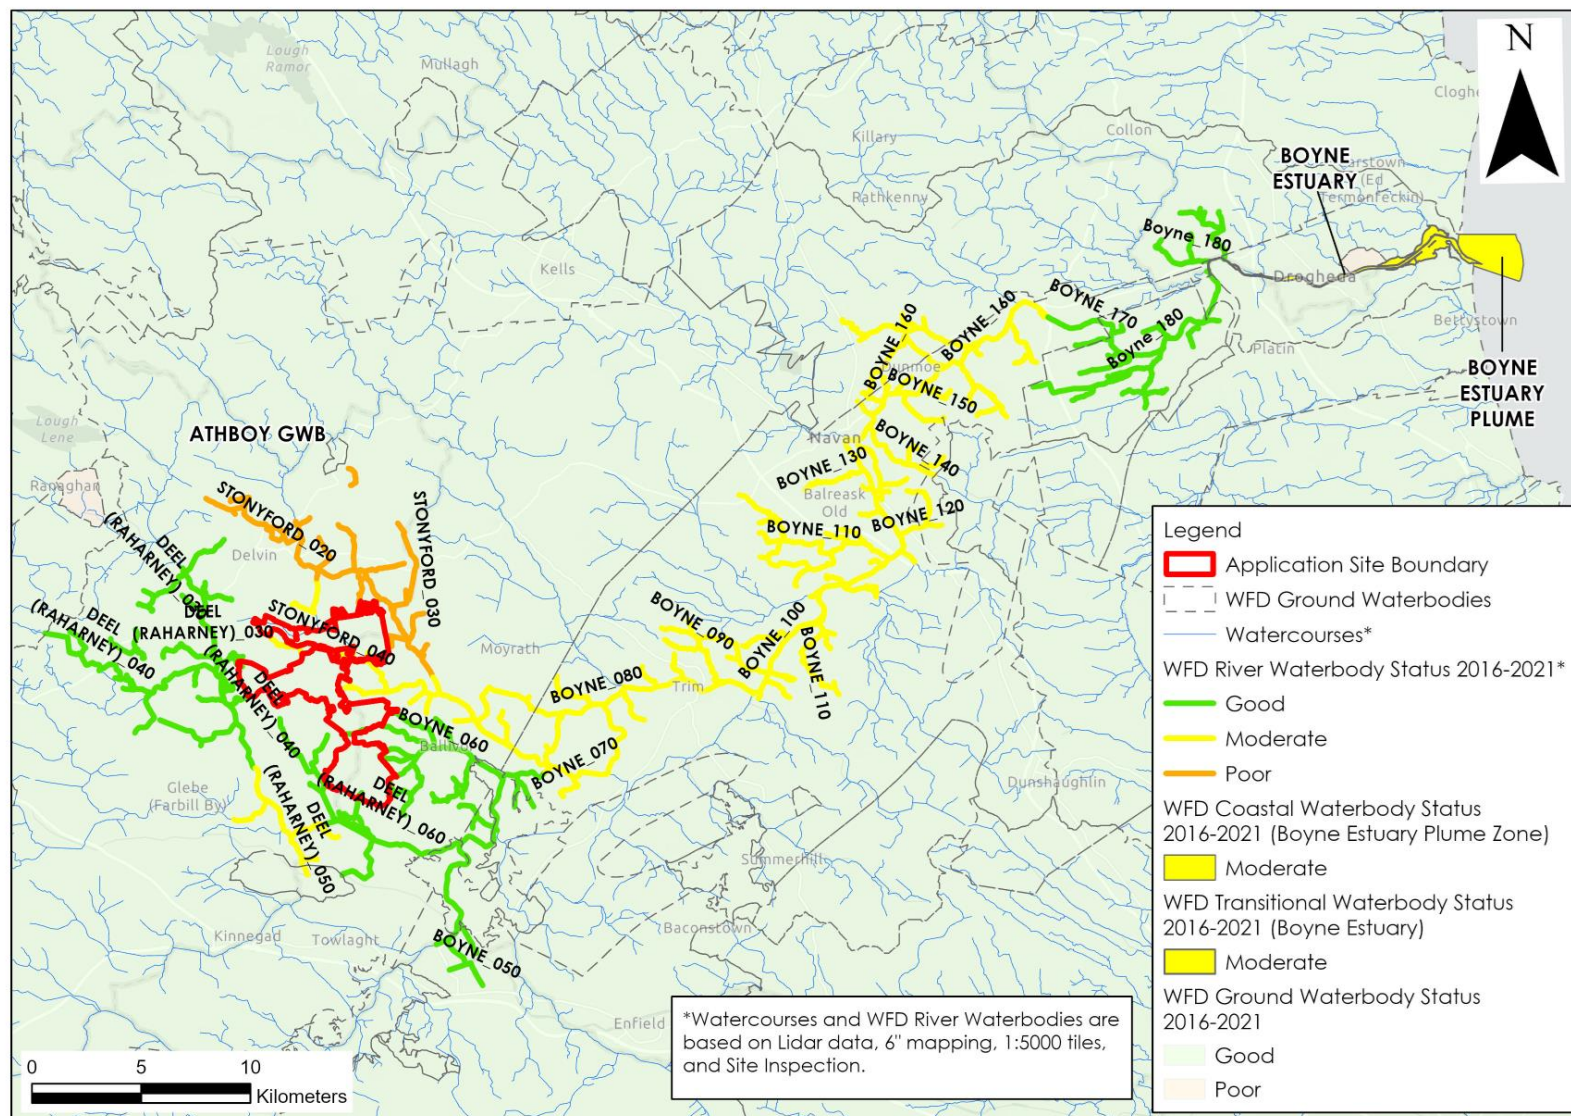 Lough
Ramor
Mullagh
N
Killary
Collon
BOYNE
ESTUARY
(Ed
Termonfeckin)
Rathkenny
Boyne_180
Kells
Drogheda
BOYNE_170
BOYNE_160
BOYNE_160
Boyne_180
Bettystown
Platin
Dunmoe
BOYNE_150
BOYNE
ESTUARY
PLUME
Lough
Lene
ATHBOY GWB
Navan
BOYNE_140
BOYNE_130
Balreask
Old
BOYNE_120
BOYNE_110
Ranaghan
STONYFORD_020
STONYFORD_030
Delvin
DEEL
(RAHARNEY)_030
DEEL
(RAHARNEY)_030
STONYFORD_040
DEEL
(RAHARNEY)_040
DEEL
(RAHARNEY)_040
Moyrath
BOYNE_090
BOYNE_100
BOYNE_110
BOYNE_080
Trim
BOYNE_060
BOYNE_070
DEEL
(RAHARNEY)_060
DEEL
(RAHARNEY)_050
Glebe
(Farbill By)
Dunshaughlin
Summerhill
Kinnegad
Towlaght
BOYNE_050
Baconstown
Enfield
Legend
Application Site Boundary
WFD Ground Waterbodies
Watercourses*
WFD River Waterbody Status 2016-2021*
Good
Moderate
Poor
WFD Coastal Waterbody Status
2016-2021 (Boyne Estuary Plume Zone)
Moderate
WFD Transitional Waterbody Status
2016-2021 (Boyne Estuary)
Moderate
WFD Ground Waterbody Status
2016-2021
Good
Poor
*Watercourses and WFD River Waterbodies are
based on Lidar data, 6" mapping, 1:5000 tiles,
and Site Inspection.
0 5 10
Kilometers